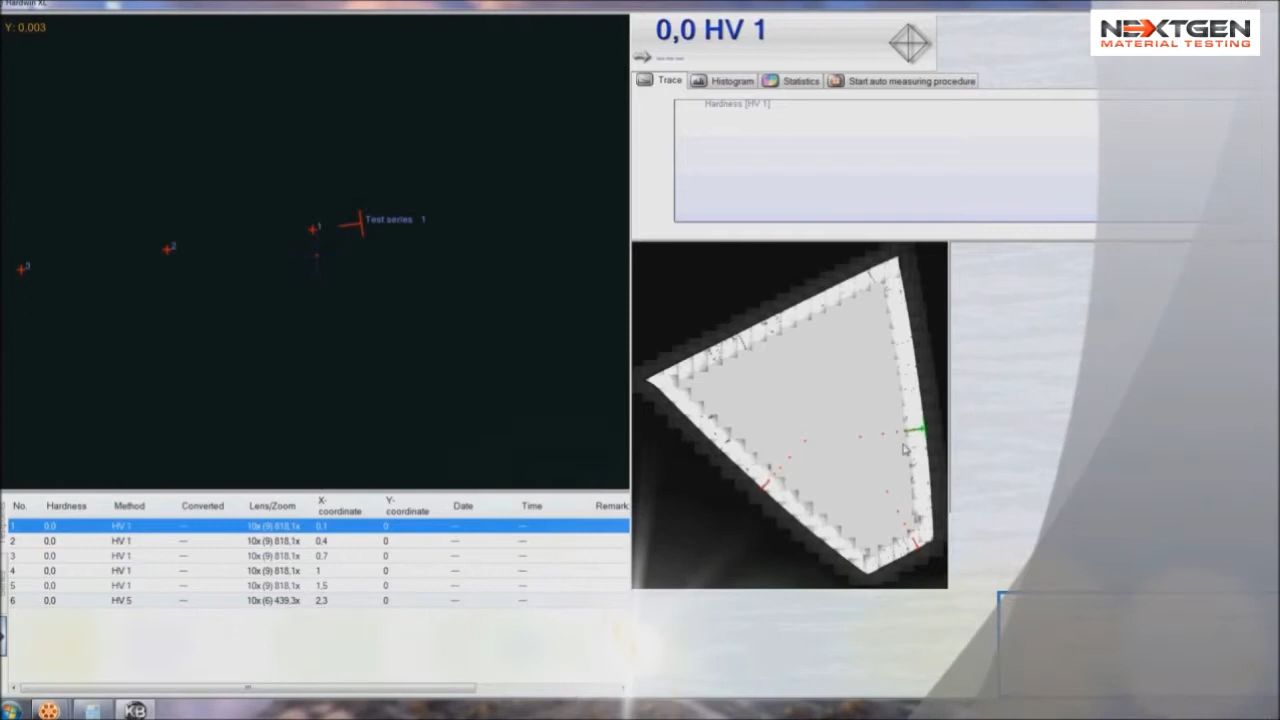 Hardwin XL
Y: 0,003
0,0 HV 1
NEXTGEN
MATERIAL TESTING
Trace
Histogram
Statistics
Start auto measuring procedure
Hardness [HV 1]
1
Test series 1
2
3
No. Hardness Method Converted Lens/Zoom X-coordinate Y-coordinate Date Time Remark
1 0,0 HV 1 --- 10x (9) 818,1x 0,1 0 --- ---
2 0,0 HV 1 --- 10x (9) 818,1x 0,4 0 --- ---
3 0,0 HV 1 --- 10x (9) 818,1x 0,7 0 --- ---
4 0,0 HV 1 --- 10x (9) 818,1x 1 0 --- ---
5 0,0 HV 1 --- 10x (9) 818,1x 1,5 0 --- ---
6 0,0 HV 5 --- 10x (6) 439,3x 2,3 0 --- ---
KB